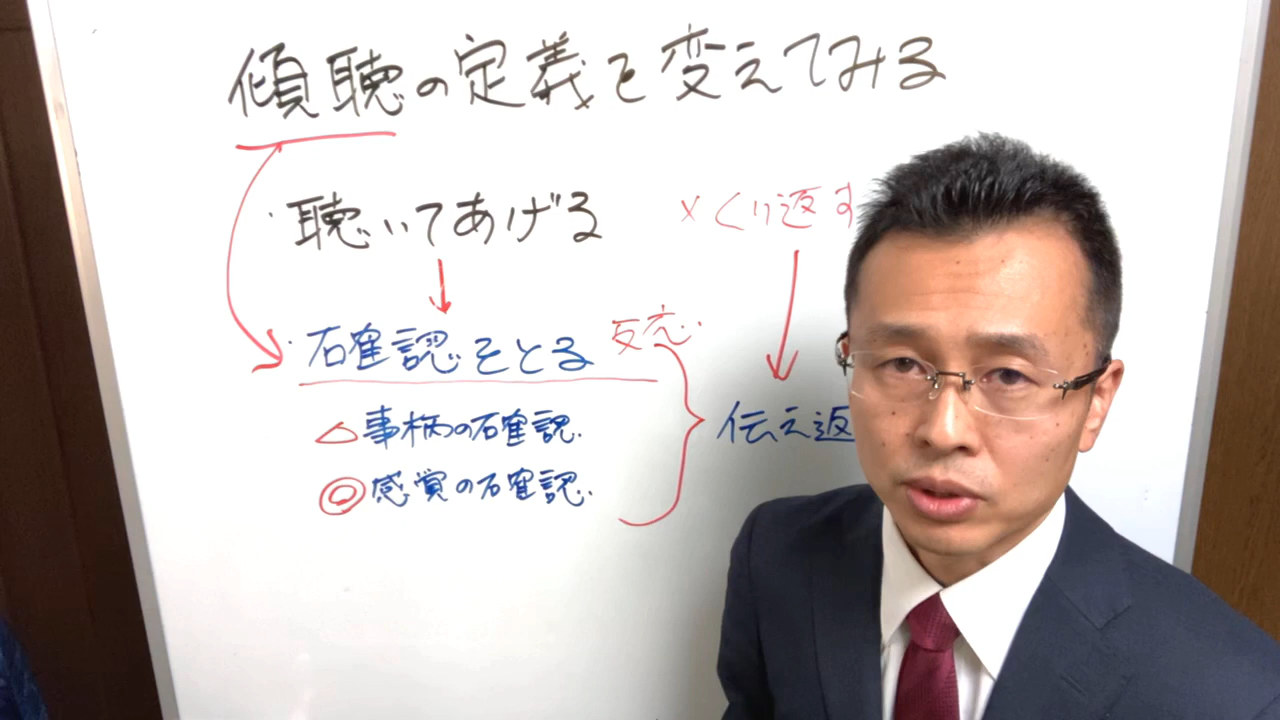 傾聴の定義を変えてみる
・聴いてあげる
×くり返す
・確認をとる
反応
△事柄の確認
◎感覚の確認
伝え返